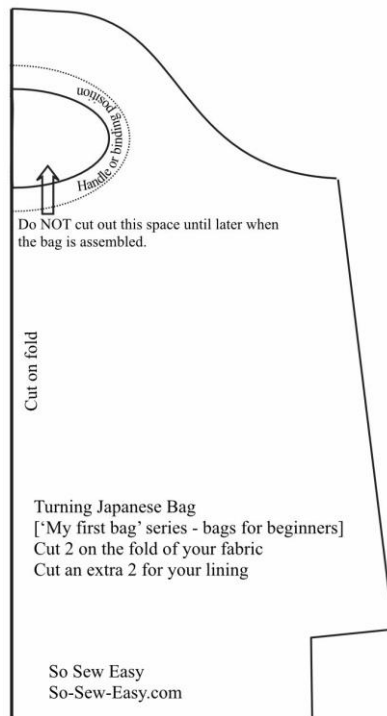 Handle or binding position
Do NOT cut out this space until later when
the bag is assembled.
Cut on fold
Turning Japanese Bag
['My first bag' series - bags for beginners]
Cut 2 on the fold of your fabric
Cut an extra 2 for your lining
So Sew Easy
So-Sew-Easy.com